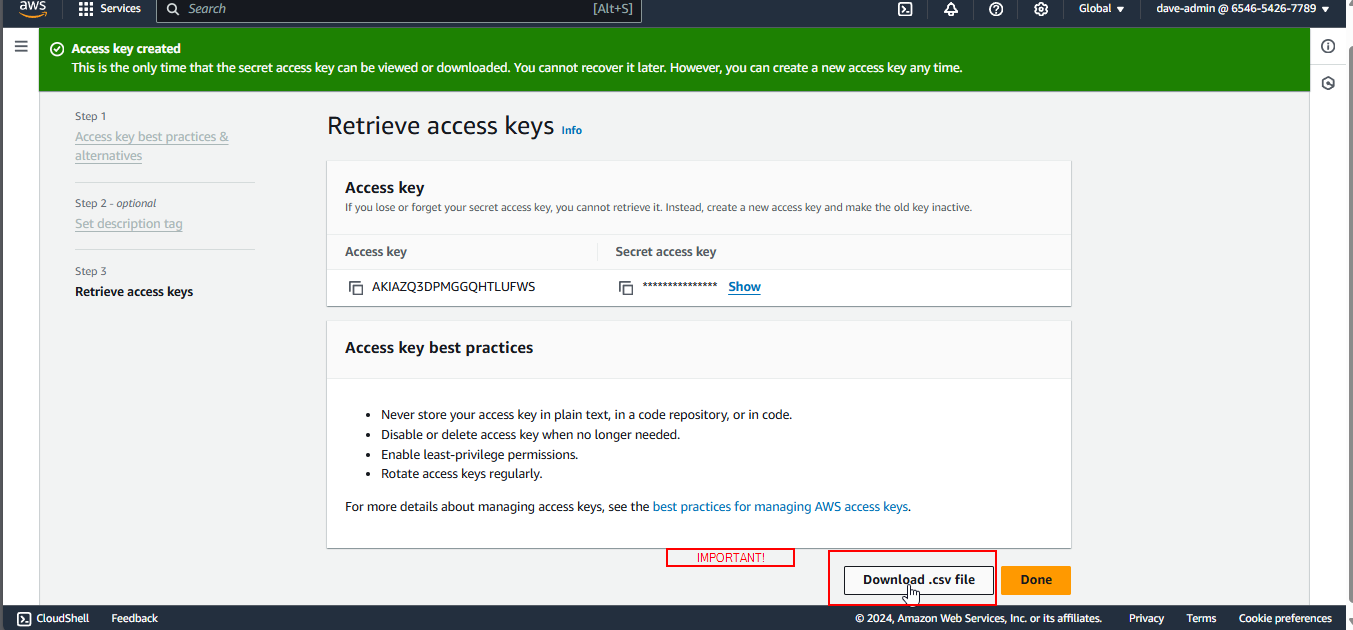 aws
Services
Search
[Alt+S]
Global
dave-admin @ 6546-5426-7789
Access key created
This is the only time that the secret access key can be viewed or downloaded. You cannot recover it later. However, you can create a new access key any time.
Step 1
Access key best practices &
alternatives
Step 2 - optional
Set description tag
Step 3
Retrieve access keys
Retrieve access keys Info
Access key
If you lose or forget your secret access key, you cannot retrieve it. Instead, create a new access key and make the old key inactive.
Access key
Secret access key
AKIAZQ3DPMGGQHTLUFWS
*************** Show
Access key best practices
• Never store your access key in plain text, in a code repository, or in code.
• Disable or delete access key when no longer needed.
• Enable least-privilege permissions.
• Rotate access keys regularly.
For more details about managing access keys, see the best practices for managing AWS access keys.
IMPORTANT!
Download .csv file
Done
CloudShell
Feedback
© 2024, Amazon Web Services, Inc. or its affiliates.
Privacy
Terms
Cookie preferences